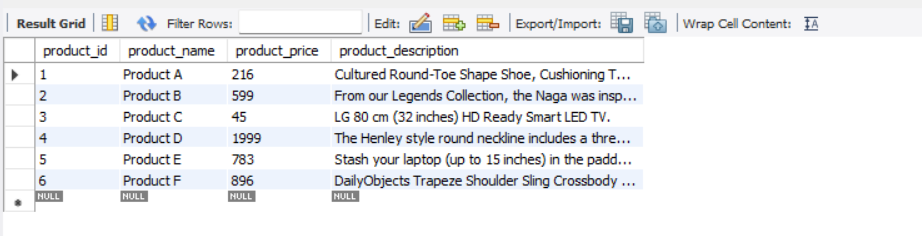 Result Grid Filter Rows: Edit: Export/Import: Wrap Cell Content: IA
product_id product_name product_price product_description
1 Product A 216 Cultured Round-Toe Shape Shoe, Cushioning T...
2 Product B 599 From our Legends Collection, the Naga was insp...
3 Product C 45 LG 80 cm (32 inches) HD Ready Smart LED TV.
4 Product D 1999 The Henley style round neckline includes a thre...
5 Product E 783 Stash your laptop (up to 15 inches) in the padd...
6 Product F 896 DailyObjects Trapeze Shoulder Sling Crossbody ...
NULL NULL NULL NULL